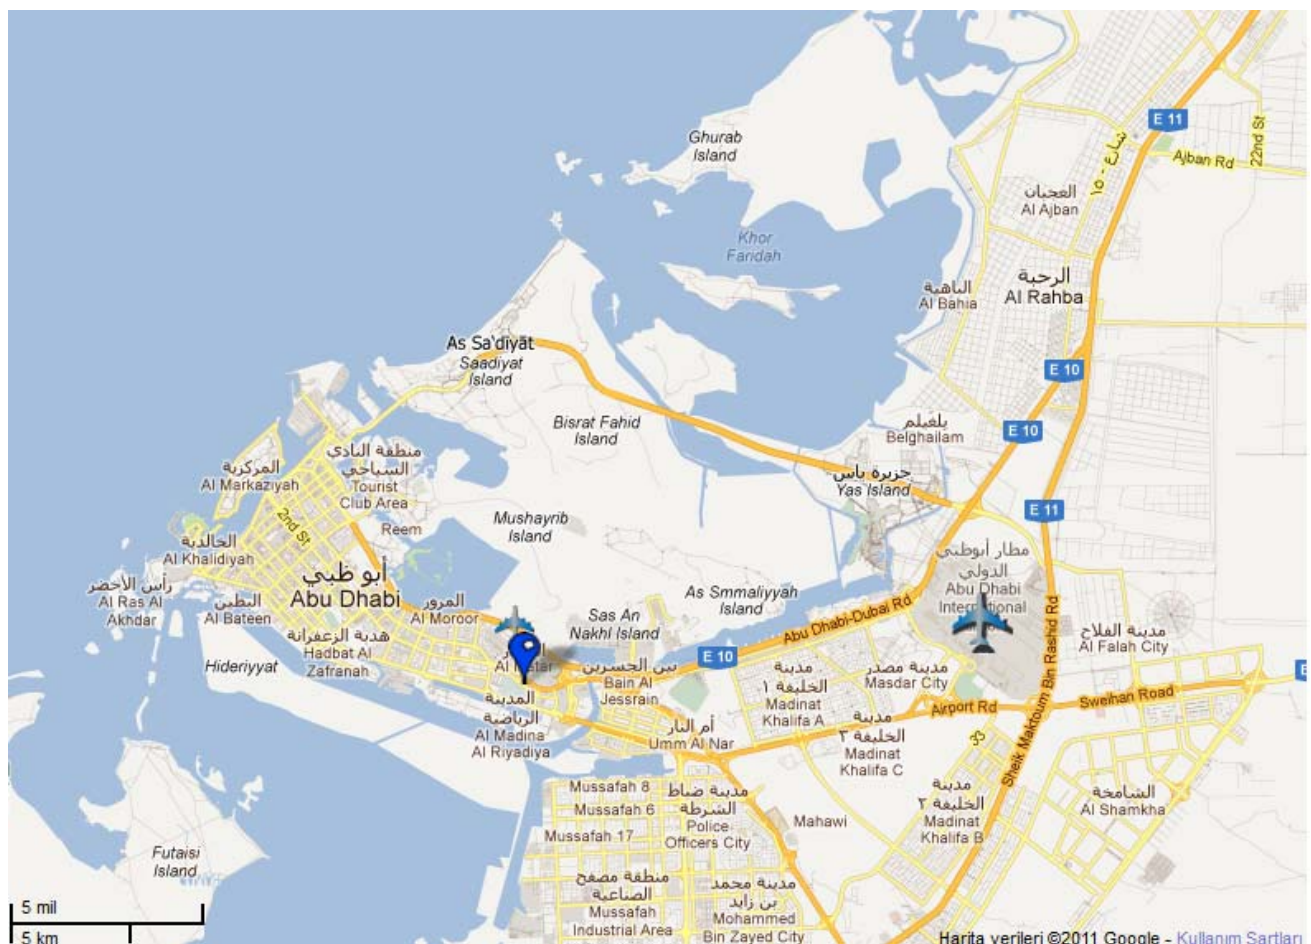 Ghurab
Island
E 11
22nd St
Ajban Rd
شارع - ١٥
العجبان
Al Ajban
Khor
Faridah
الرحبة
Al Rahba
الباهية
Al Bahia
As Sa'diyāt
Saadiyat
Island
E 10
Bisrat Fahid
Island
بلغيلم
Belghailam
E 10
منطقة النادي
السياحي
Tourist
Club Area
المركزية
Al Markaziyah
جزيرة ياس
Yas Island
E 11
2nd St
Reem
Mushayrib
Island
الخالدية
Al Khalidiyah
مطار أبوظبي
الدولي
Abu Dhabi
International
أبو ظبي
Abu Dhabi
رأس الأخضر
Al Ras Al
Akhdar
البطين
Al Bateen
المرور
Al Moroor
As Smmaliyyah
Island
Sas An
Nakhl Island
Abu Dhabi-Dubai Rd
هدبة الزعفرانة
Hadbat Al
Zafranah
Hideriyyat
مدينة الفلاح
Al Falah City
E 10
بين الجسرين
Bain Al
Jessrain
مدينة
الخليفة ١
Madinat
Khalifa A
مدينة مصدر
Masdar City
Sheik Maktoum Bin Rashid Rd
Sweihan Road
Airport Rd
المدينة
الرياضية
Al Madina
Al Riyadiya
أم النار
Umm Al Nar
مدينة
الخليفة ٣
Madinat
Khalifa C
33
مدينة
الخليفة ٢
Madinat
Khalifa B
الشامخة
Al Shamkha
Mussafah 8
Mussafah 6
Mussafah 17
مدينة ضباط
الشرطة
Police
Officers City
Mahawi
Futaisi
Island
منطقة مصفح
الصناعية
Mussafah
Industrial Area
مدينة محمد
بن زايد
Mohammed
Bin Zayed City
5 mil
5 km
Harita verileri ©2011 Google - Kullanım Şartları